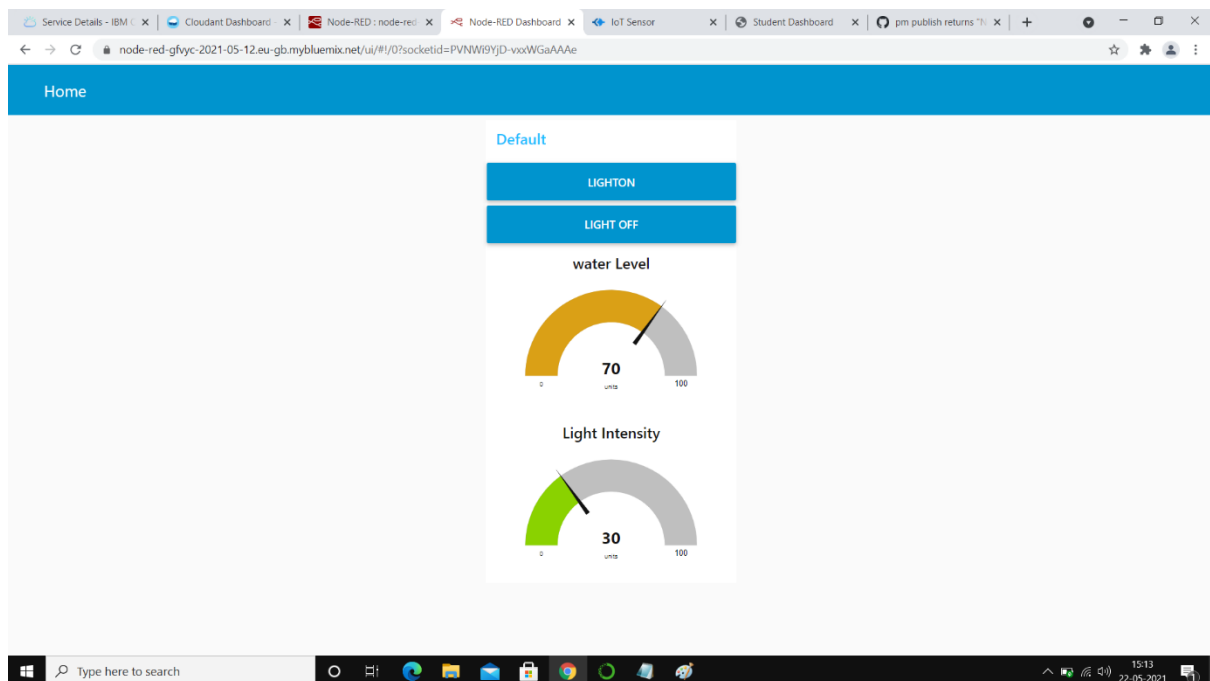 Service Details - IBM C
Cloudant Dashboard -
Node-RED : node-red
Node-RED Dashboard
IoT Sensor
Student Dashboard
pm publish returns "N
node-red-gfvyc-2021-05-12.eu-gb.mybluemix.net/ui/#!/0?socketid=PVNWi9YjD-vxxWGaAAAe
Home
Default
LIGHTON
LIGHT OFF
water Level
70
0 units 100
Light Intensity
30
0 units 100
Type here to search
15:13
22-05-2021